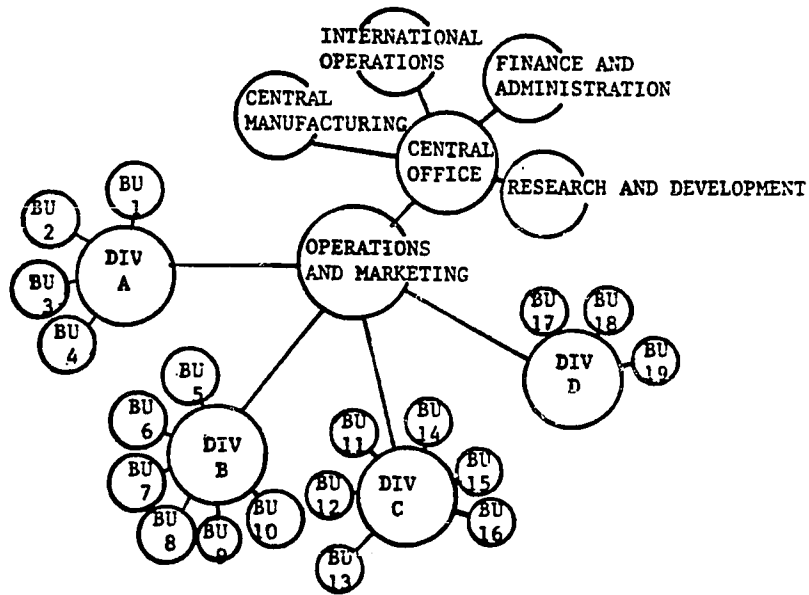 INTERNATIONAL
OPERATIONS
FINANCE AND
ADMINISTRATION
CENTRAL
MANUFACTURING
CENTRAL
OFFICE
RESEARCH AND DEVELOPMENT
OPERATIONS
AND MARKETING
BU
1
BU
2
DIV
A
BU
3
BU
4
BU
5
BU
6
DIV
B
BU
7
BU
8
BU
9
BU
10
BU
11
BU
14
BU
12
DIV
C
BU
15
BU
16
BU
13
BU
17
BU
18
DIV
D
BU
19